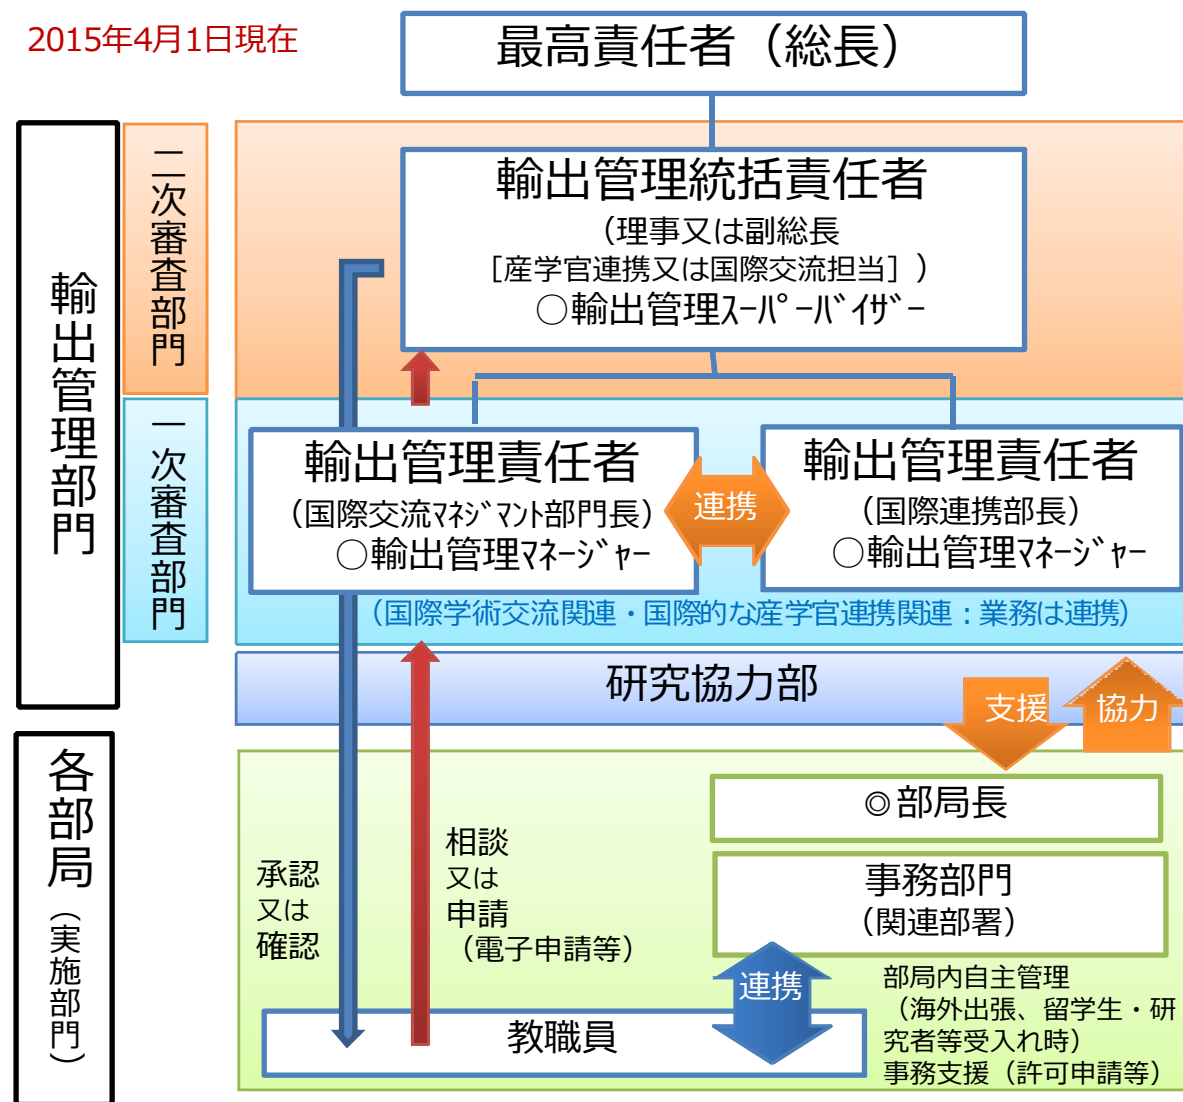 2015年4月1日現在
最高責任者（総長）
輸出管理部門
二次審査部門
輸出管理統括責任者
（理事又は副総長
［産学官連携又は国際交流担当］）
○輸出管理ｽｰﾊﾟｰﾊﾞｲｻﾞｰ
一次審査部門
輸出管理責任者
（国際交流ﾏﾈｼﾞﾏﾝﾄ部門長）
○輸出管理ﾏﾈｰｼﾞｬｰ
連携
輸出管理責任者
（国際連携部長）
○輸出管理ﾏﾈｰｼﾞｬｰ
（国際学術交流関連・国際的な産学官連携関連：業務は連携）
研究協力部
支援
協力
各部局（実施部門）
◎部局長
事務部門
（関連部署）
承認
又は
確認
相談
又は
申請
（電子申請等）
連携
部局内自主管理
（海外出張、留学生・研
究者等受入れ時）
事務支援（許可申請等）
教職員